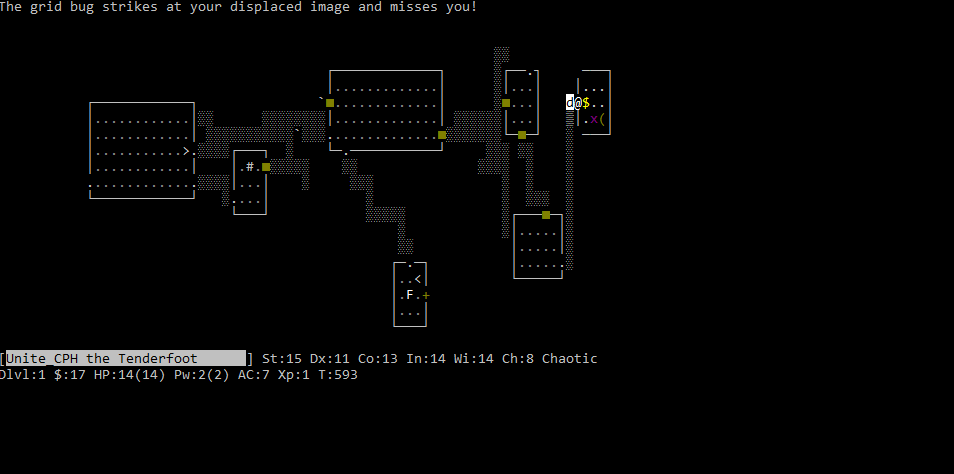 The grid bug strikes at your displaced image and misses you!
[Unite_CPH the Tenderfoot      ] St:15 Dx:11 Co:13 In:14 Wi:14 Ch:8 Chaotic
Dlvl:1 $:17 HP:14(14) Pw:2(2) AC:7 Xp:1 T:593